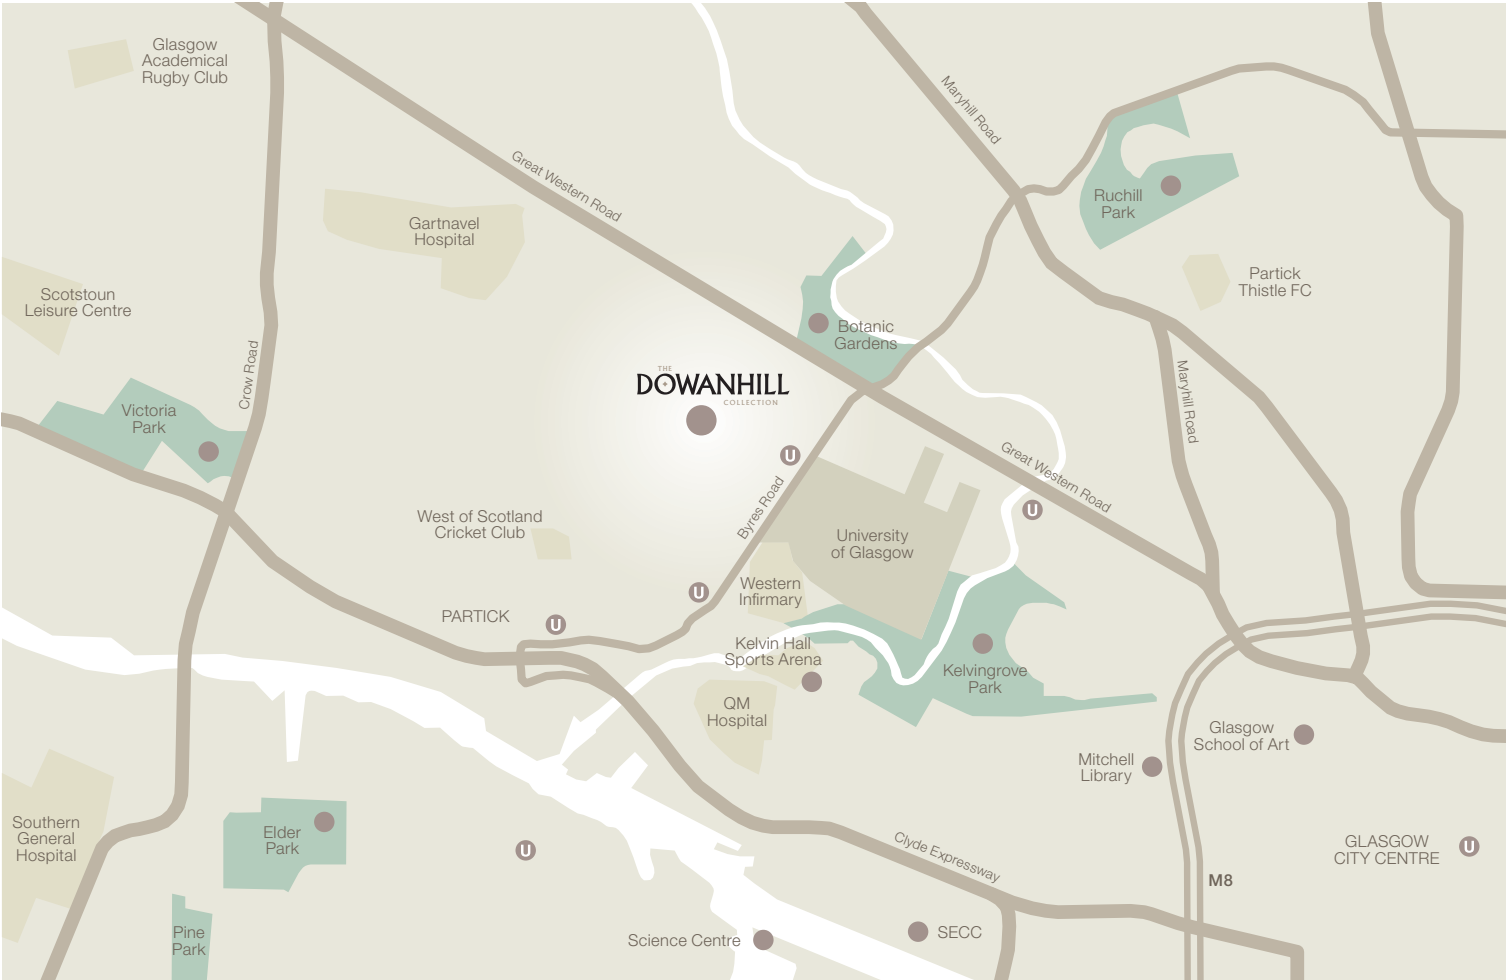 Glasgow
Academical
Rugby Club
Maryhill Road
Great Western Road
Ruchill
Park
Gartnavel
Hospital
Partick
Thistle FC
Scotstoun
Leisure Centre
Botanic
Gardens
Crow Road
THE
DOWANHILL
COLLECTION
Maryhill Road
Victoria
Park
U
Great Western Road
Byres Road
U
West of Scotland
Cricket Club
University
of Glasgow
Western
Infirmary
U
PARTICK
U
Kelvin Hall
Sports Arena
Kelvingrove
Park
QM
Hospital
Glasgow
School of Art
Mitchell
Library
Southern
General
Hospital
Elder
Park
U
Clyde Expressway
GLASGOW
CITY CENTRE
U
M8
Pine
Park
Science Centre
SECC